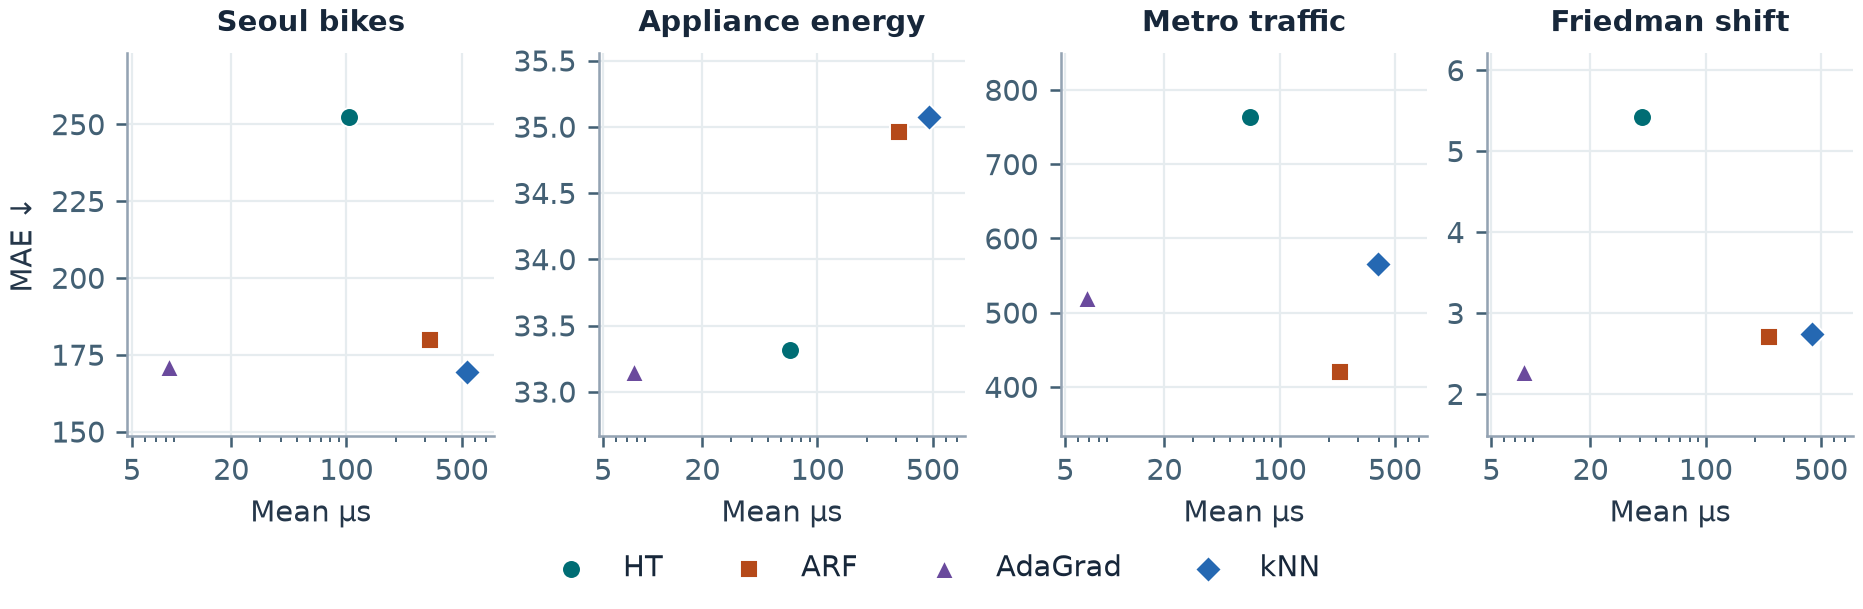 Seoul bikes
Appliance energy
Metro traffic
Friedman shift
MAE ↓
250
225
200
175
150
5 20 100 500
Mean µs
35.5
35.0
34.5
34.0
33.5
33.0
5 20 100 500
Mean µs
800
700
600
500
400
5 20 100 500
Mean µs
6
5
4
3
2
5 20 100 500
Mean µs
HT ARF AdaGrad kNN